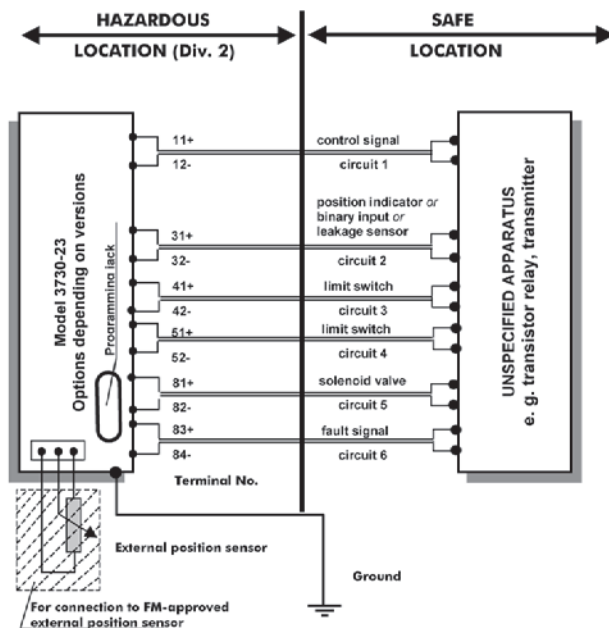 HAZARDOUS
LOCATION (Div. 2)
SAFE
LOCATION
Model 3730-23
Options depending on versions
Programming jack
11+
12-
control signal
circuit 1
position indicator or
binary input or
leakage sensor
31+
32-
circuit 2
41+
42-
limit switch
circuit 3
51+
52-
limit switch
circuit 4
81+
82-
solenoid valve
circuit 5
83+
84-
fault signal
circuit 6
Terminal No.
UNSPECIFIED APPARATUS
e. g. transistor relay, transmitter
External position sensor
Ground
For connection to FM-approved
external position sensor